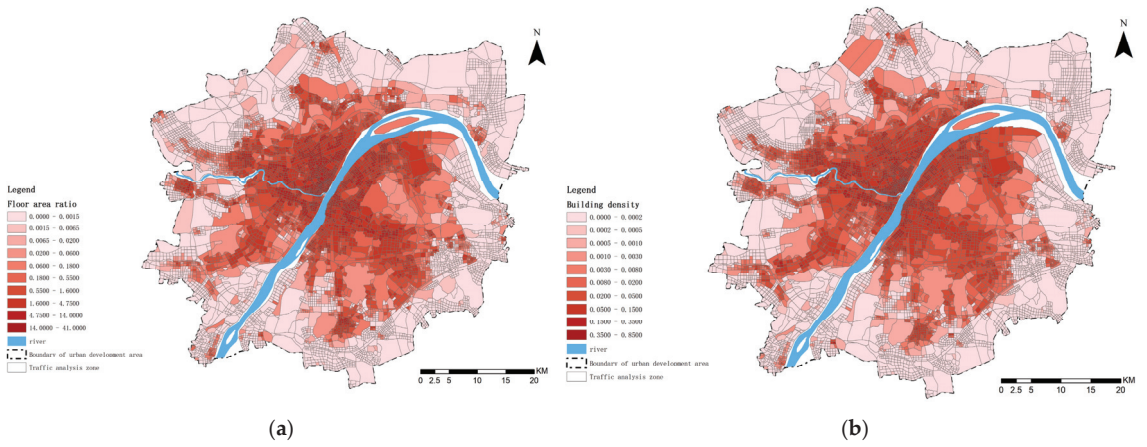 N
Legend
Floor area ratio
0.0000 - 0.0015
0.0015 - 0.0065
0.0065 - 0.0200
0.0200 - 0.0600
0.0600 - 0.1800
0.1800 - 0.5500
0.5500 - 1.6000
1.6000 - 4.7500
4.7500 - 14.0000
14.0000 - 41.0000
river
Boundary of urban development area
Traffic analysis zone
KM
0 2.5 5 10 15 20
(a)
N
Legend
Building density
0.0000 - 0.0002
0.0002 - 0.0005
0.0005 - 0.0010
0.0010 - 0.0030
0.0030 - 0.0080
0.0080 - 0.0200
0.0200 - 0.0500
0.0500 - 0.1500
0.1500 - 0.3500
0.3500 - 0.8500
river
Boundary of urban development area
Traffic analysis zone
KM
0 2.5 5 10 15 20
(b)